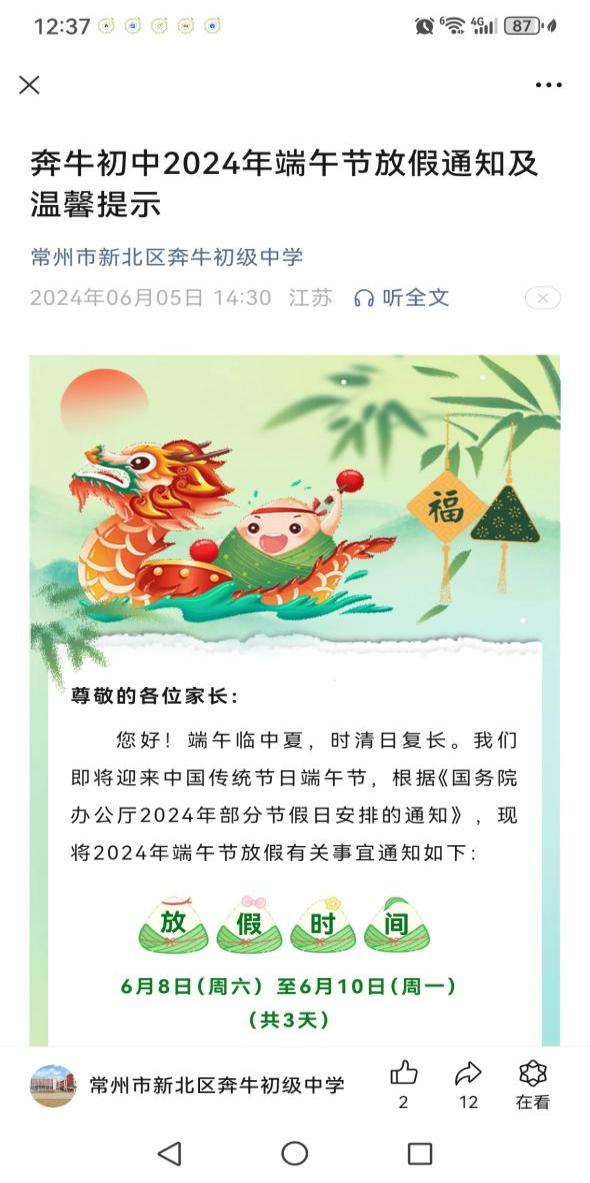 12:37
6
4G
87
奔牛初中2024年端午节放假通知及
温馨提示
常州市新北区奔牛初级中学
2024年06月05日 14:30 江苏 听全文
福
尊敬的各位家长:
您好！端午临中夏，时清日复长。我们
即将迎来中国传统节日端午节，根据《国务院
办公厅2024年部分节假日安排的通知》，现
将2024年端午节放假有关事宜通知如下：
放假时间
6月8日(周六) 至6月10日(周一)
(共3天)
常州市新北区奔牛初级中学
2 12 在看